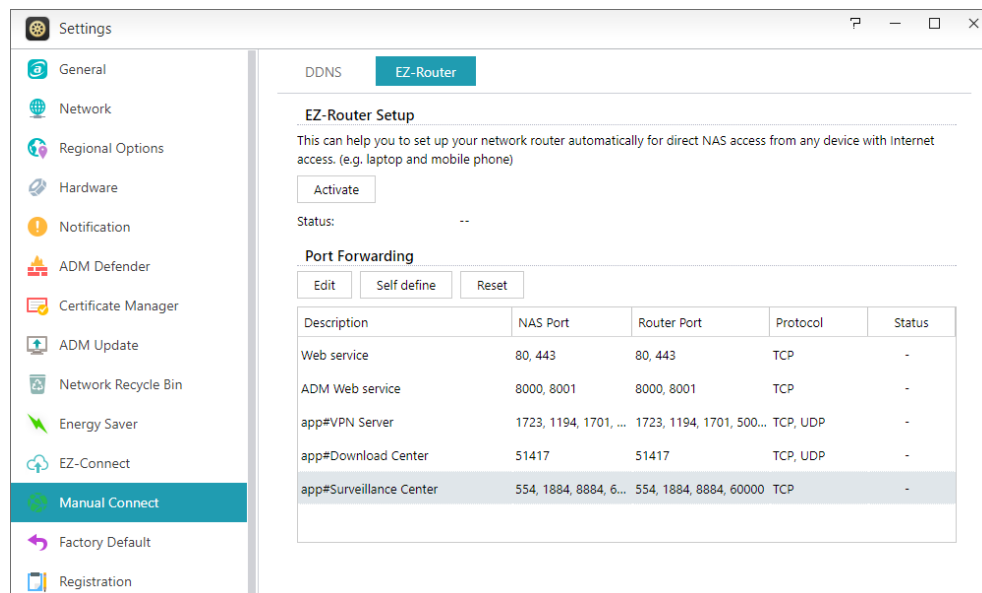 Settings
General
Network
Regional Options
Hardware
Notification
ADM Defender
Certificate Manager
ADM Update
Network Recycle Bin
Energy Saver
EZ-Connect
Manual Connect
Factory Default
Registration
DDNS EZ-Router
EZ-Router Setup
This can help you to set up your network router automatically for direct NAS access from any device with Internet
access. (e.g. laptop and mobile phone)
Activate
Status: --
Port Forwarding
Edit Self define Reset
Description NAS Port Router Port Protocol Status
Web service 80, 443 80, 443 TCP -
ADM Web service 8000, 8001 8000, 8001 TCP -
app#VPN Server 1723, 1194, 1701, ... 1723, 1194, 1701, 500... TCP, UDP -
app#Download Center 51417 51417 TCP, UDP -
app#Surveillance Center 554, 1884, 8884, 6... 554, 1884, 8884, 60000 TCP -